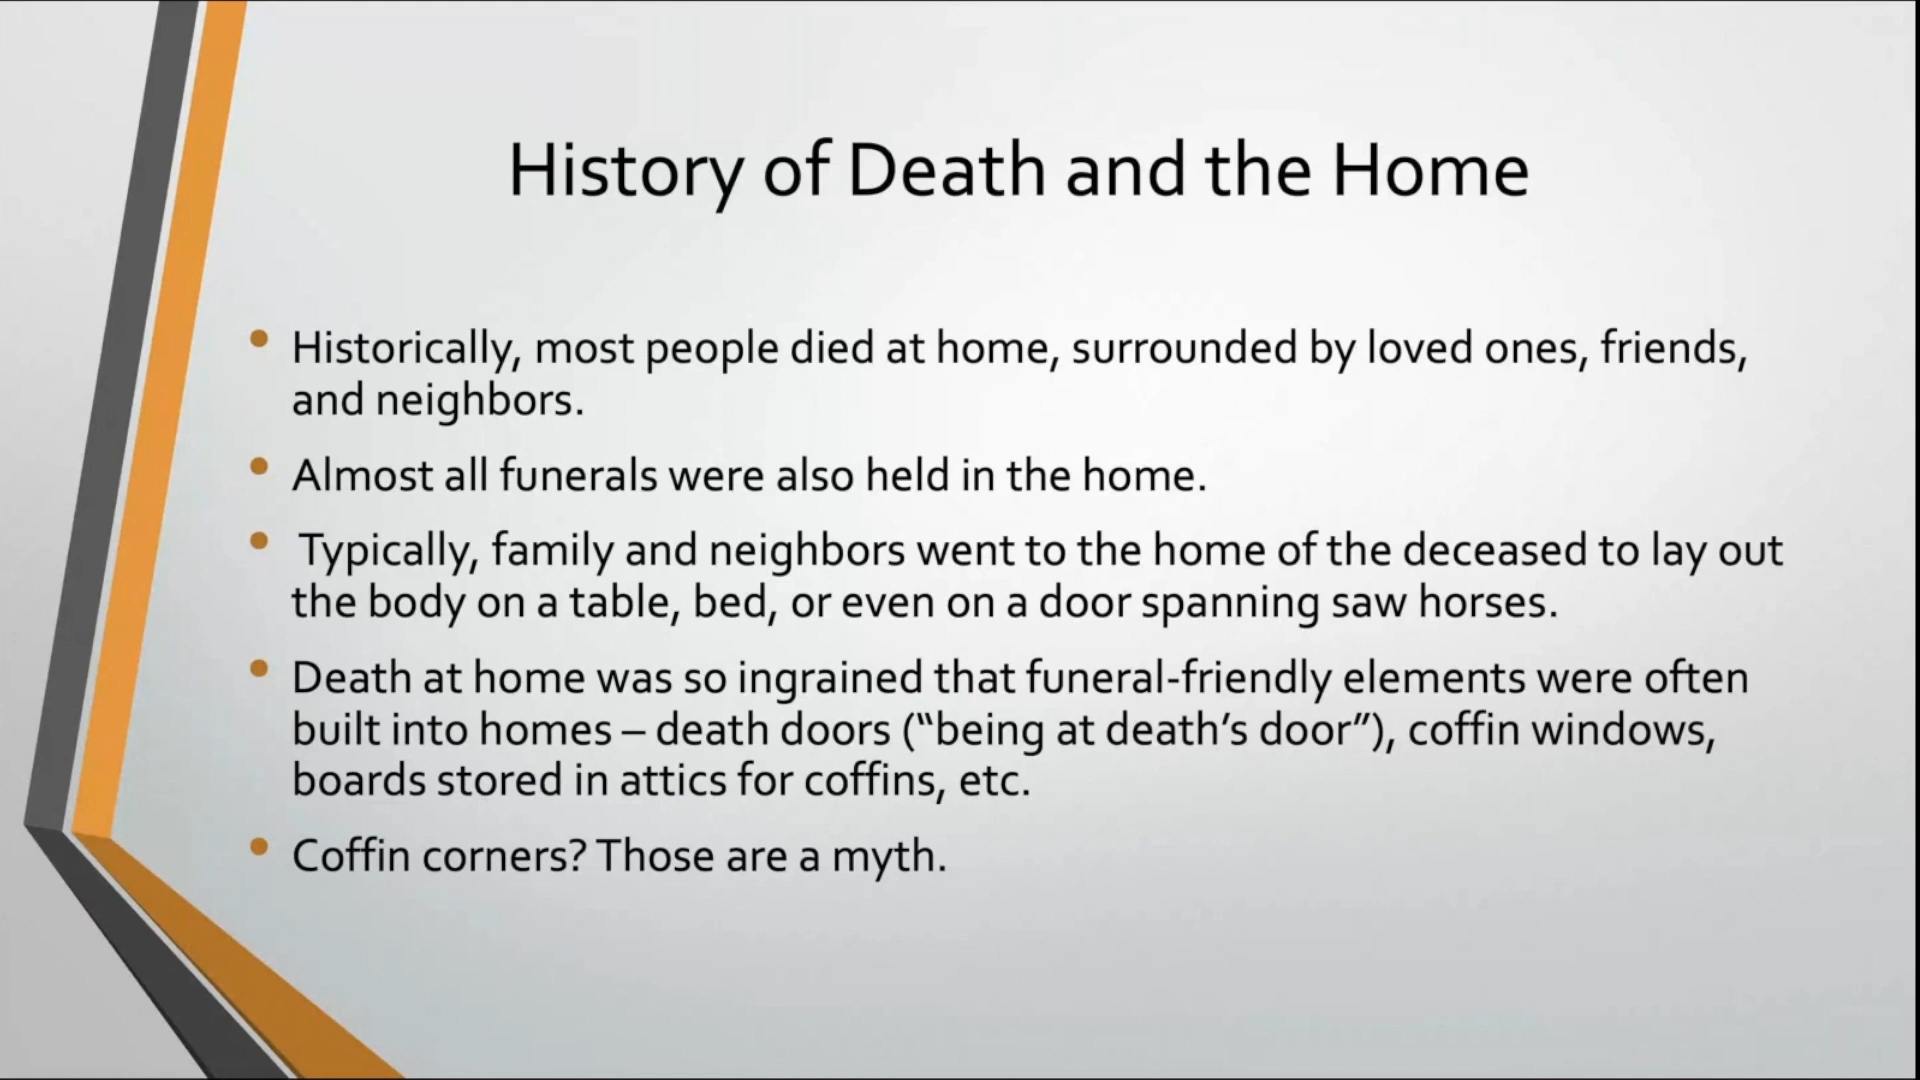 History of Death and the Home
• Historically, most people died at home, surrounded by loved ones, friends,
and neighbors.
• Almost all funerals were also held in the home.
• Typically, family and neighbors went to the home of the deceased to lay out
the body on a table, bed, or even on a door spanning saw horses.
• Death at home was so ingrained that funeral-friendly elements were often
built into homes – death doors (“being at death’s door”), coffin windows,
boards stored in attics for coffins, etc.
• Coffin corners? Those are a myth.